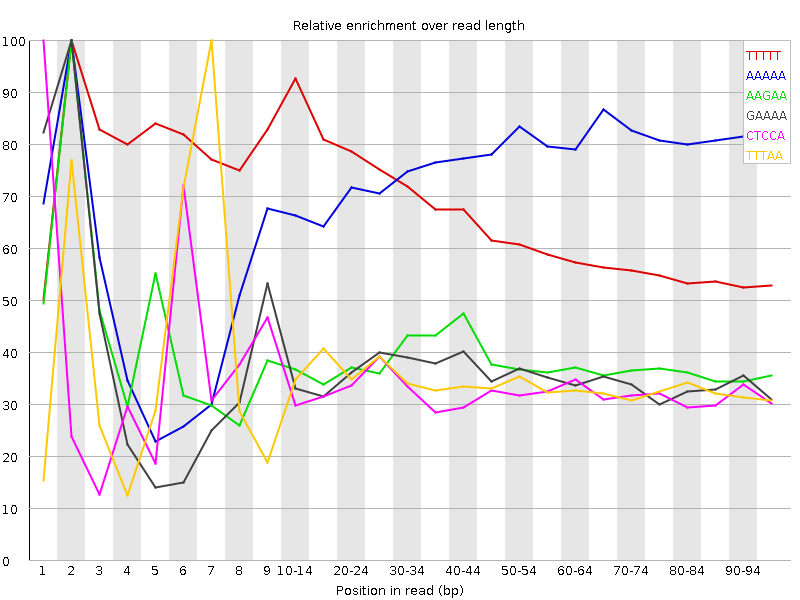 Relative enrichment over read length
100
90
80
70
60
50
40
30
20
10
0
TTTTT
AAAAA
AAGAA
GAAAA
CTCCA
TTTAA
1 2 3 4 5 6 7 8 9 10-14 20-24 30-34 40-44 50-54 60-64 70-74 80-84 90-94
Position in read (bp)